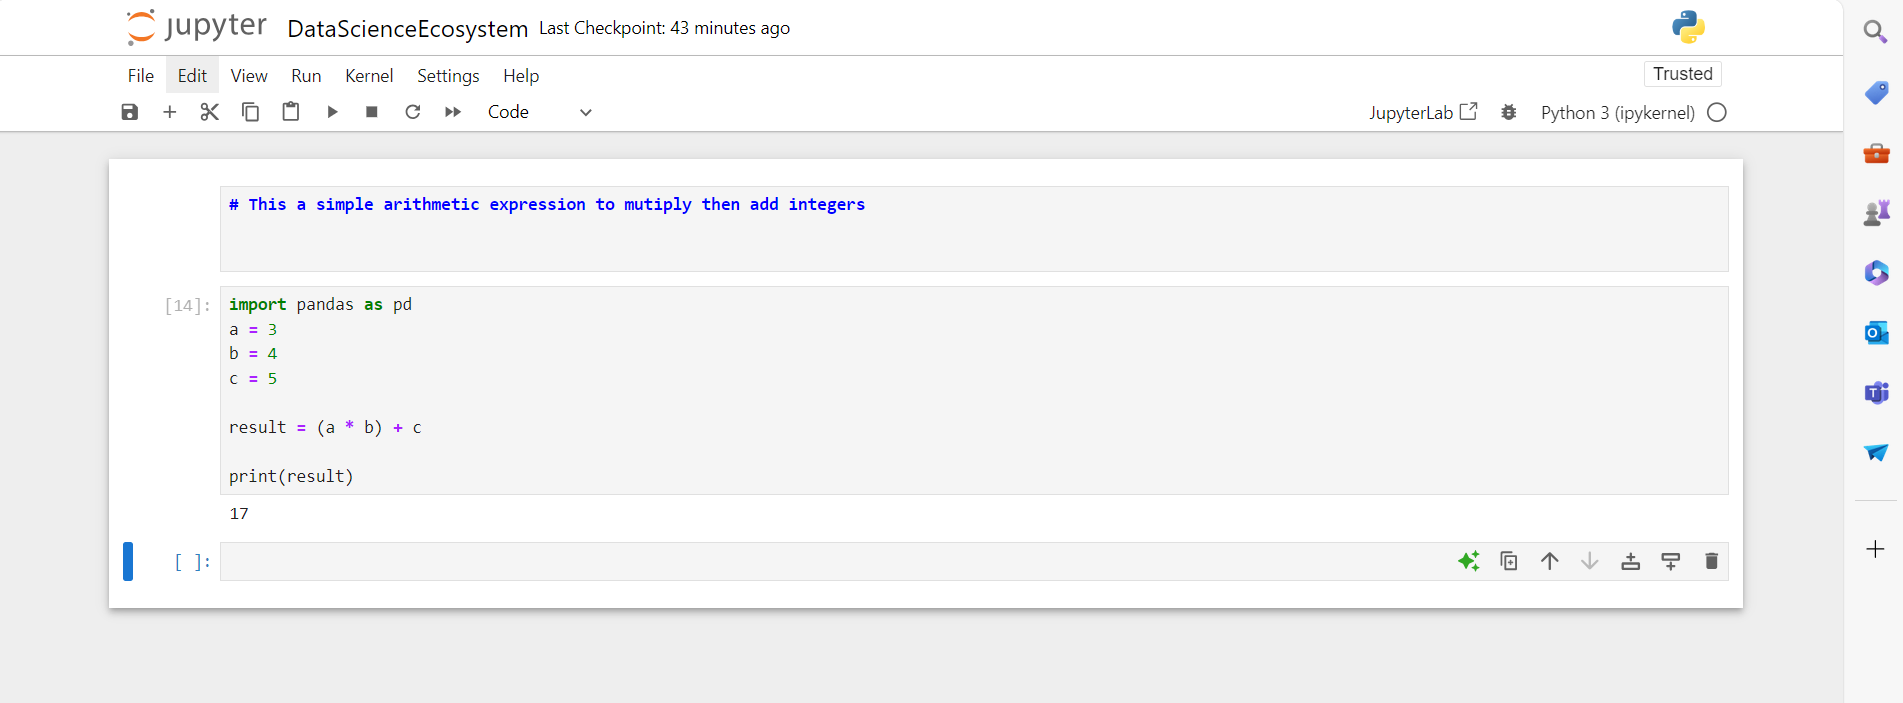 jupyter DataScienceEcosystem Last Checkpoint: 43 minutes ago
File Edit View Run Kernel Settings Help
Trusted
Code
JupyterLab Python 3 (ipykernel)
# This a simple arithmetic expression to mutiply then add integers
[14]: import pandas as pd
a = 3
b = 4
c = 5
result = (a * b) + c
print(result)
17
[ ]: